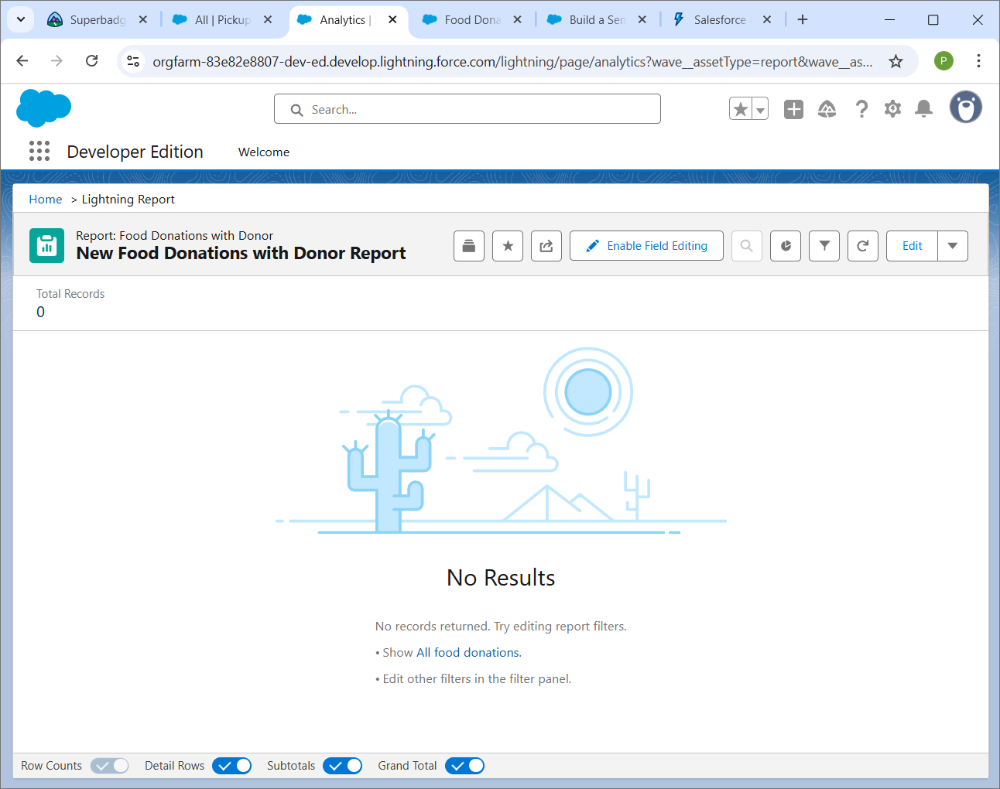 Superbadg
All | Pickup
Analytics |
Food Dona
Build a Sen
Salesforce
orgfarm-83e82e8807-dev-ed.develop.lightning.force.com/lightning/page/analytics?wave__assetType=report&wave__as...
P
Search...
Developer Edition
Welcome
Home > Lightning Report
Report: Food Donations with Donor
New Food Donations with Donor Report
Enable Field Editing
Edit
Total Records
0
No Results
No records returned. Try editing report filters.
• Show All food donations.
• Edit other filters in the filter panel.
Row Counts
Detail Rows
Subtotals
Grand Total